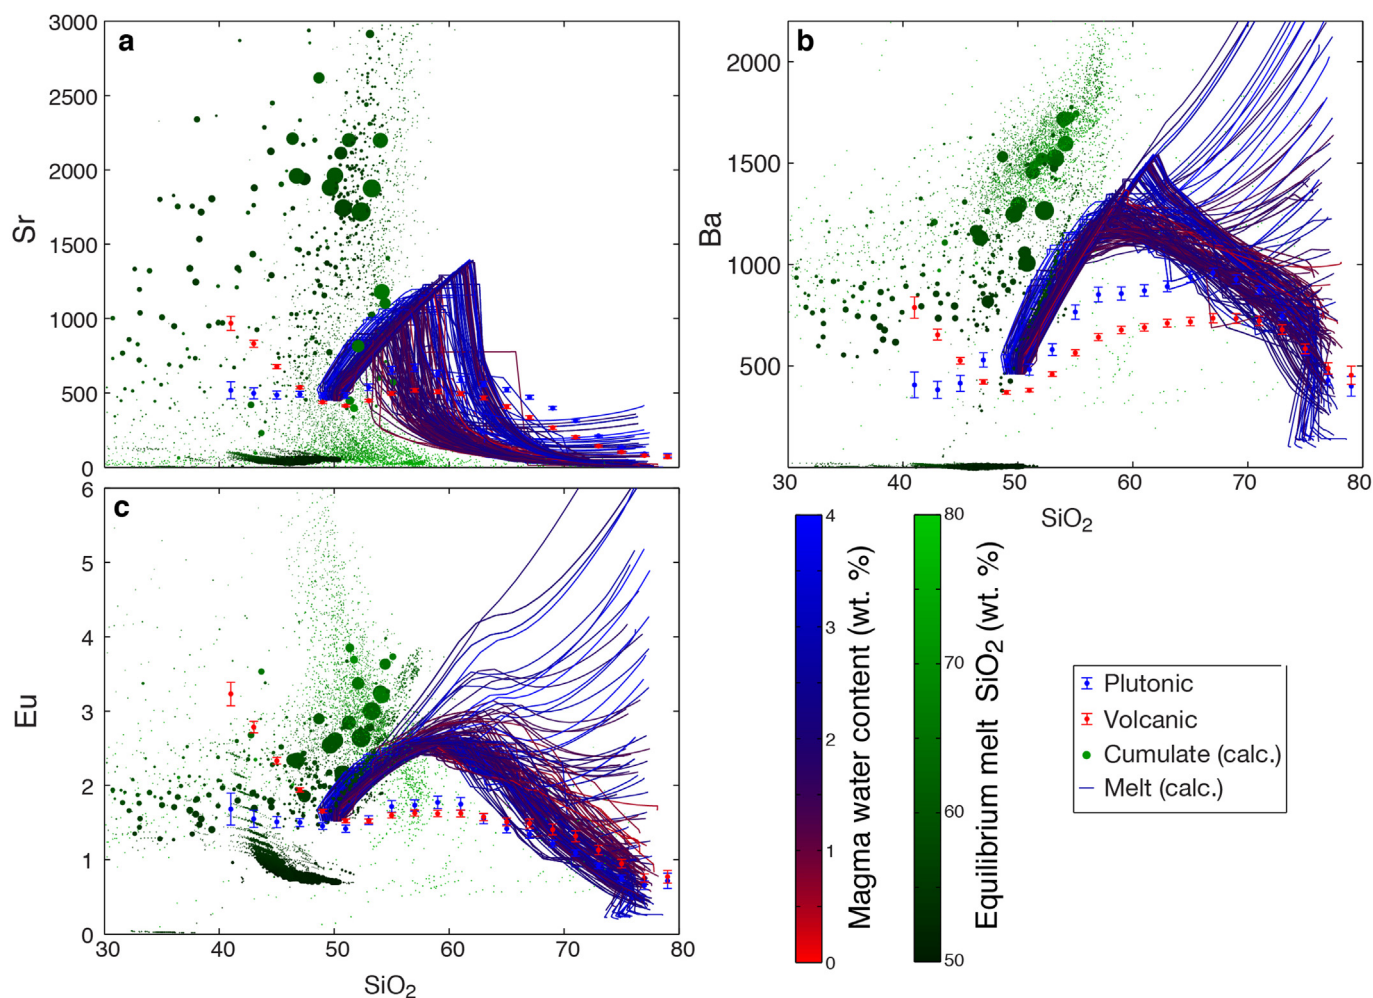 a
3000
2500
2000
1500
1000
500
0
Sr
b
2000
1500
1000
500
Ba
30
50
60
70
80
SiO2
c
6
5
4
3
2
1
0
Eu
30
40
50
60
70
80
SiO2
4
3
2
1
0
Magma water content (wt. %)
80
70
60
50
Equilibrium melt SiO2 (wt. %)
Plutonic
Volcanic
Cumulate (calc.)
Melt (calc.)